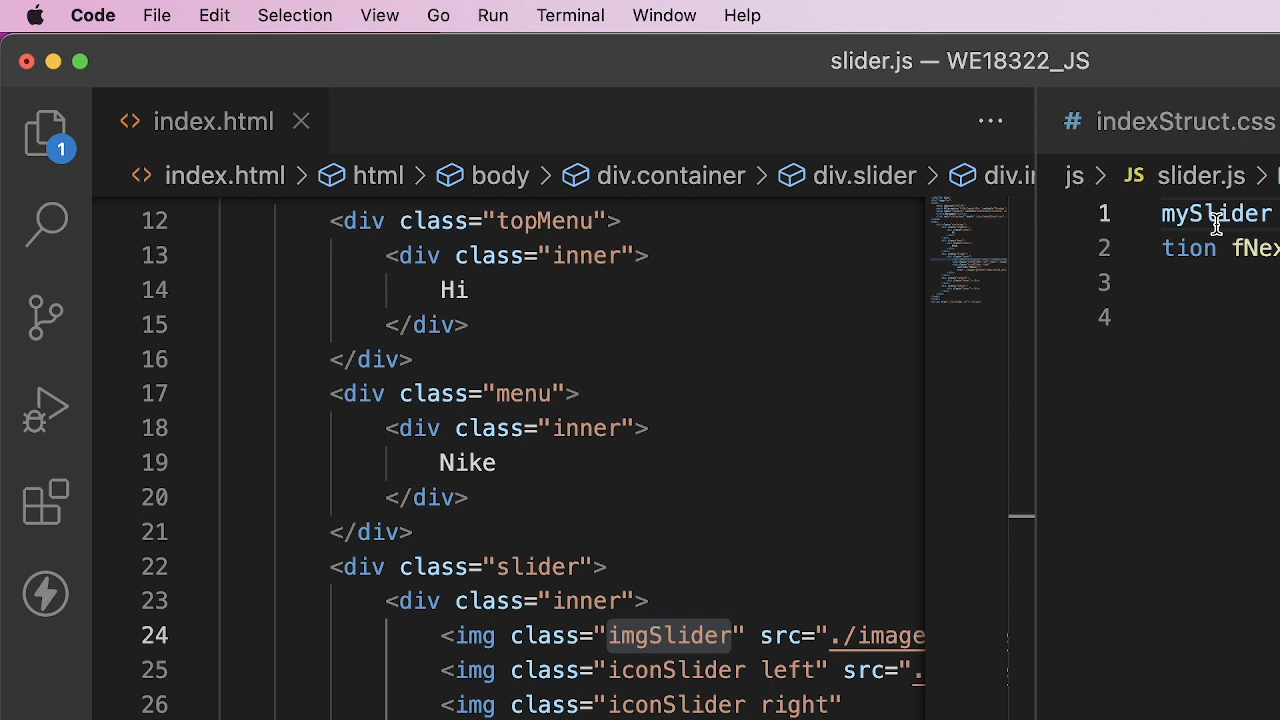 Code File Edit Selection View Go Run Terminal Window Help
slider.js — WE18322_JS
1
<> index.html
...
# indexStruct.css
<> index.html > html > body > div.container > div.slider >
js > JS slider.js >
12 <div class="topMenu">
13 <div class="inner">
14 Hi
15 </div>
16 </div>
17 <div class="menu">
18 <div class="inner">
19 Nike
20 </div>
21 </div>
22 <div class="slider">
23 <div class="inner">
24 <img class="imgSlider" src="./image
25 <img class="iconSlider left" src=".
26 <img class="iconSlider right"
1 mySlider
2 tion fNex
3
4